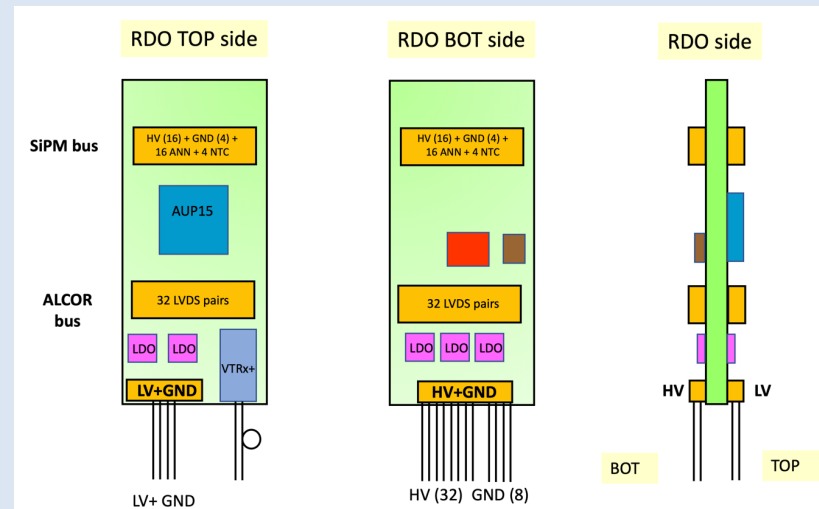 RDO TOP side
RDO BOT side
RDO side
SiPM bus
HV (16) + GND (4) +
16 ANN + 4 NTC
HV (16) + GND (4) +
16 ANN + 4 NTC
AUP15
ALCOR
bus
32 LVDS pairs
32 LVDS pairs
LDO
LDO
VTRx+
LDO
LDO
LDO
LV+GND
HV+GND
HV
LV
BOT
TOP
LV+ GND
HV (32)
GND (8)